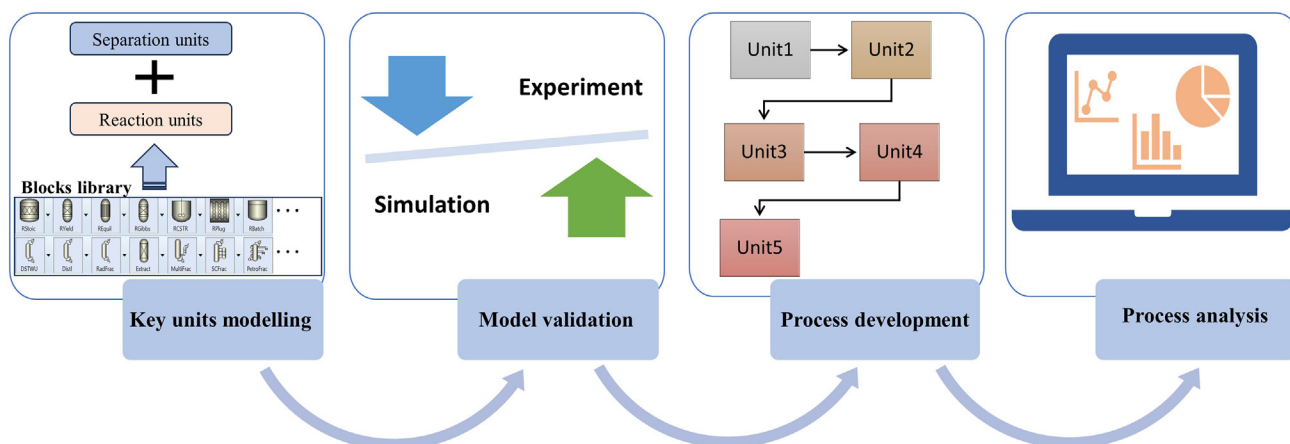 Separation units
Reaction units
Blocks library
RStoic RYield REquil RGibbs RCSTR RPlug RBatch
DSTWU Distl RadFrac Extract MultiFrac SCFrac PetroFrac
Key units modelling
Experiment
Simulation
Model validation
Unit1
Unit2
Unit3
Unit4
Unit5
Process development
Process analysis